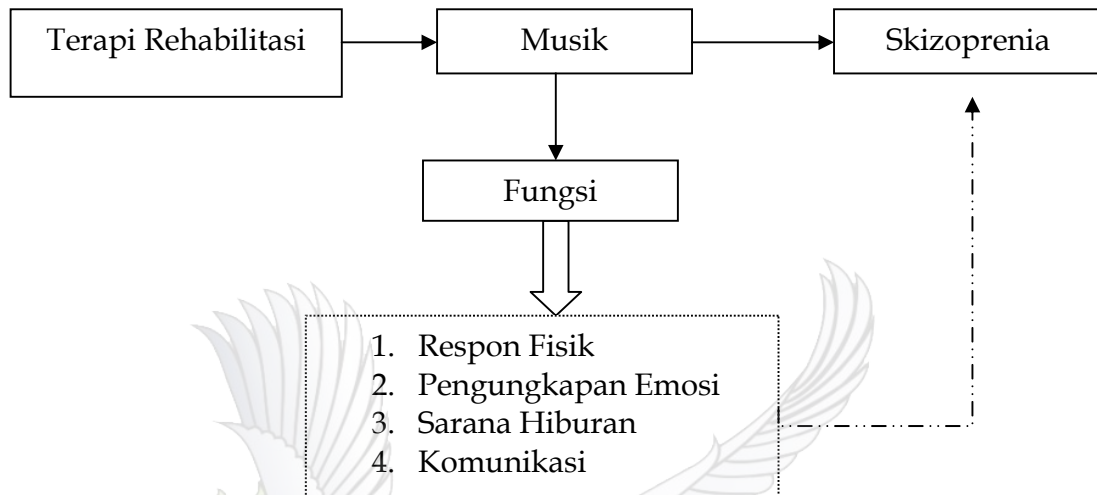 Terapi Rehabilitasi
Musik
Skizoprenia
Fungsi
1. Respon Fisik
2. Pengungkapan Emosi
3. Sarana Hiburan
4. Komunikasi